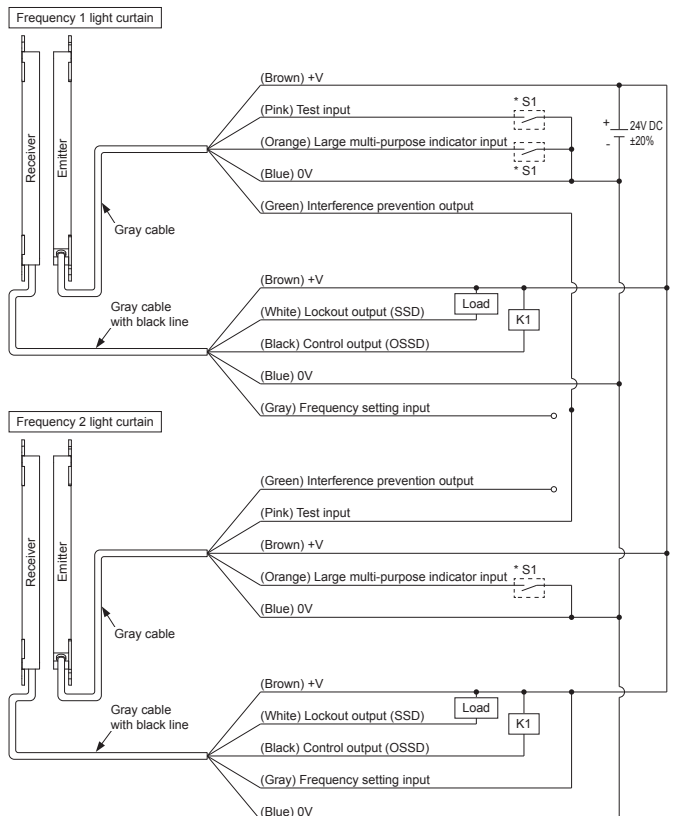 Frequency 1 light curtain
Receiver
Emitter
(Brown) +V
(Pink) Test input
* S1
(Orange) Large multi-purpose indicator input
* S1
(Blue) 0V
(Green) Interference prevention output
+
-
24V DC
±20%
Gray cable
(Brown) +V
Gray cable
with black line
(White) Lockout output (SSD)
Load
K1
(Black) Control output (OSSD)
(Blue) 0V
(Gray) Frequency setting input
Frequency 2 light curtain
Receiver
Emitter
(Green) Interference prevention output
(Pink) Test input
(Brown) +V
(Orange) Large multi-purpose indicator input
* S1
(Blue) 0V
Gray cable
(Brown) +V
Gray cable
with black line
(White) Lockout output (SSD)
Load
K1
(Black) Control output (OSSD)
(Gray) Frequency setting input
(Blue) 0V